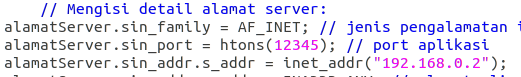 // Mengisi detail alamat server:
alamatServer.sin_family = AF_INET; // jenis pengalamatan
alamatServer.sin_port = htons(12345); // port aplikasi
alamatServer.sin_addr.s_addr = inet_addr("192.168.0.2");